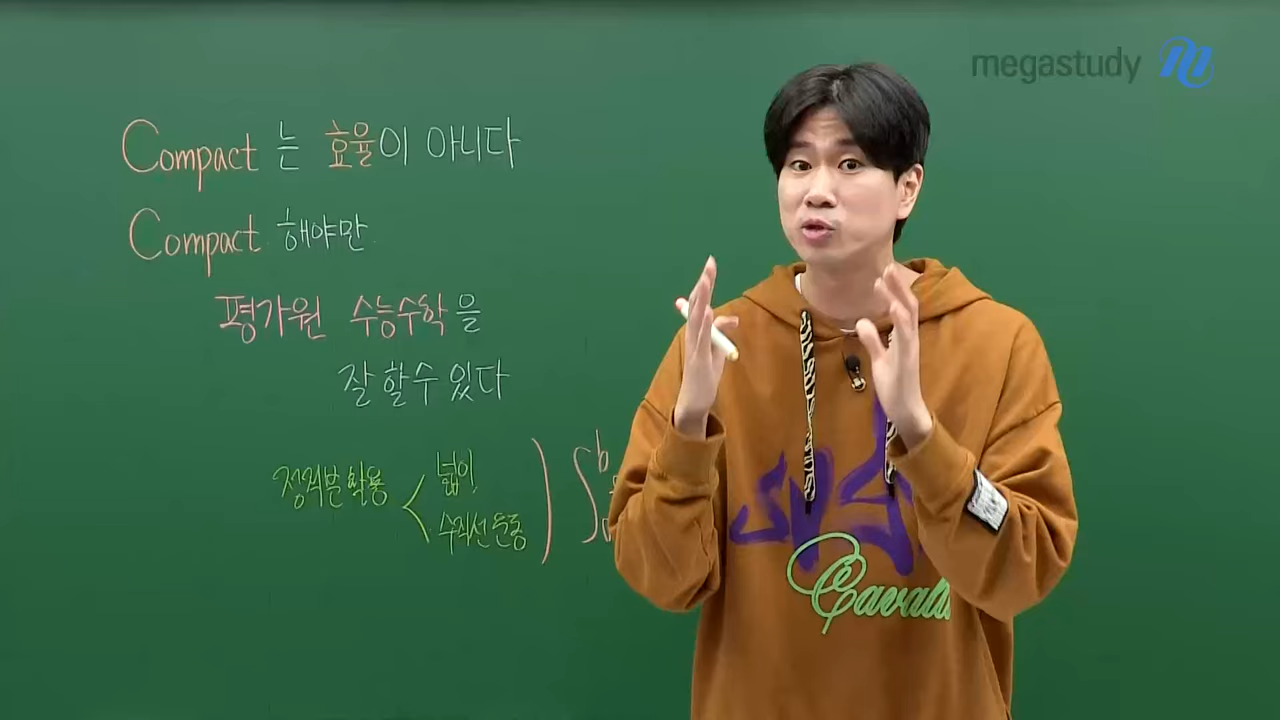 megastudy
Compact 는 효율이 아니다
Compact 해야만
평가원 수능수학을
잘 할 수 있다
정적분 활용 < 넓이
수직선 운동 ) ∫ b
Cavall